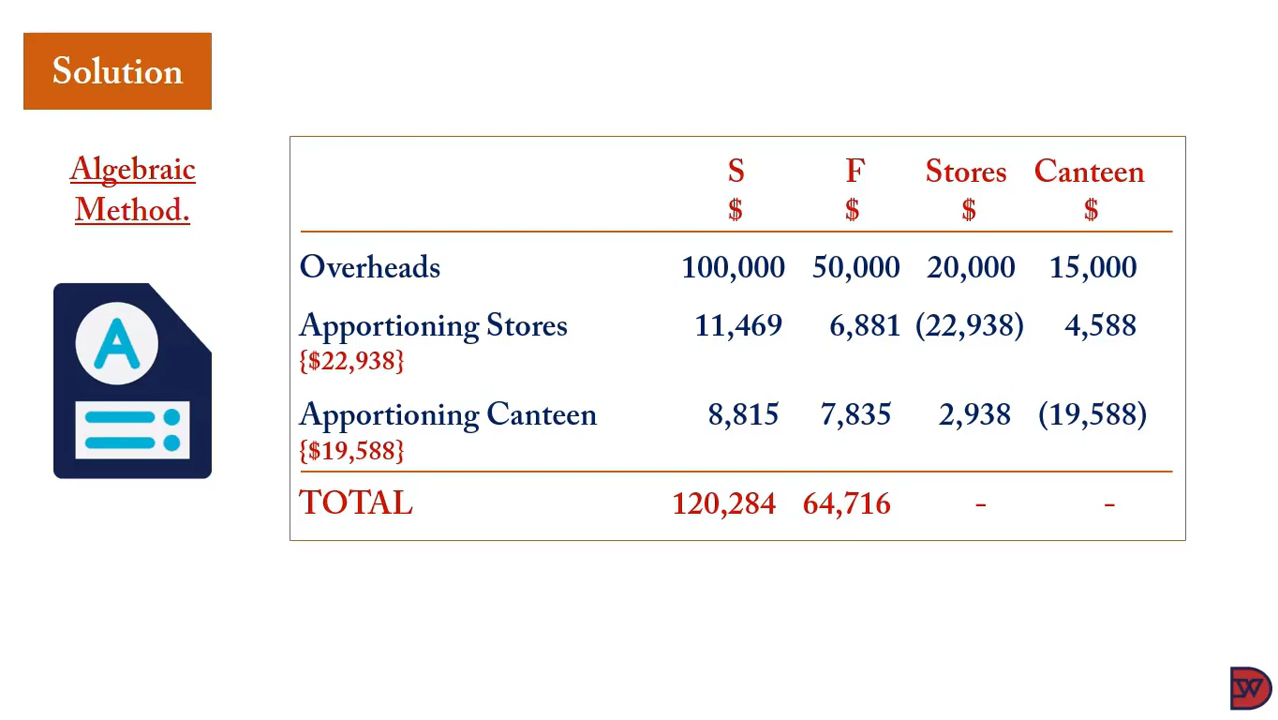 Solution
Algebraic
Method.
A
S F Stores Canteen
$ $ $ $
Overheads 100,000 50,000 20,000 15,000
Apportioning Stores 11,469 6,881 (22,938) 4,588
{$22,938}
Apportioning Canteen 8,815 7,835 2,938 (19,588)
{$19,588}
TOTAL 120,284 64,716 - -
DW